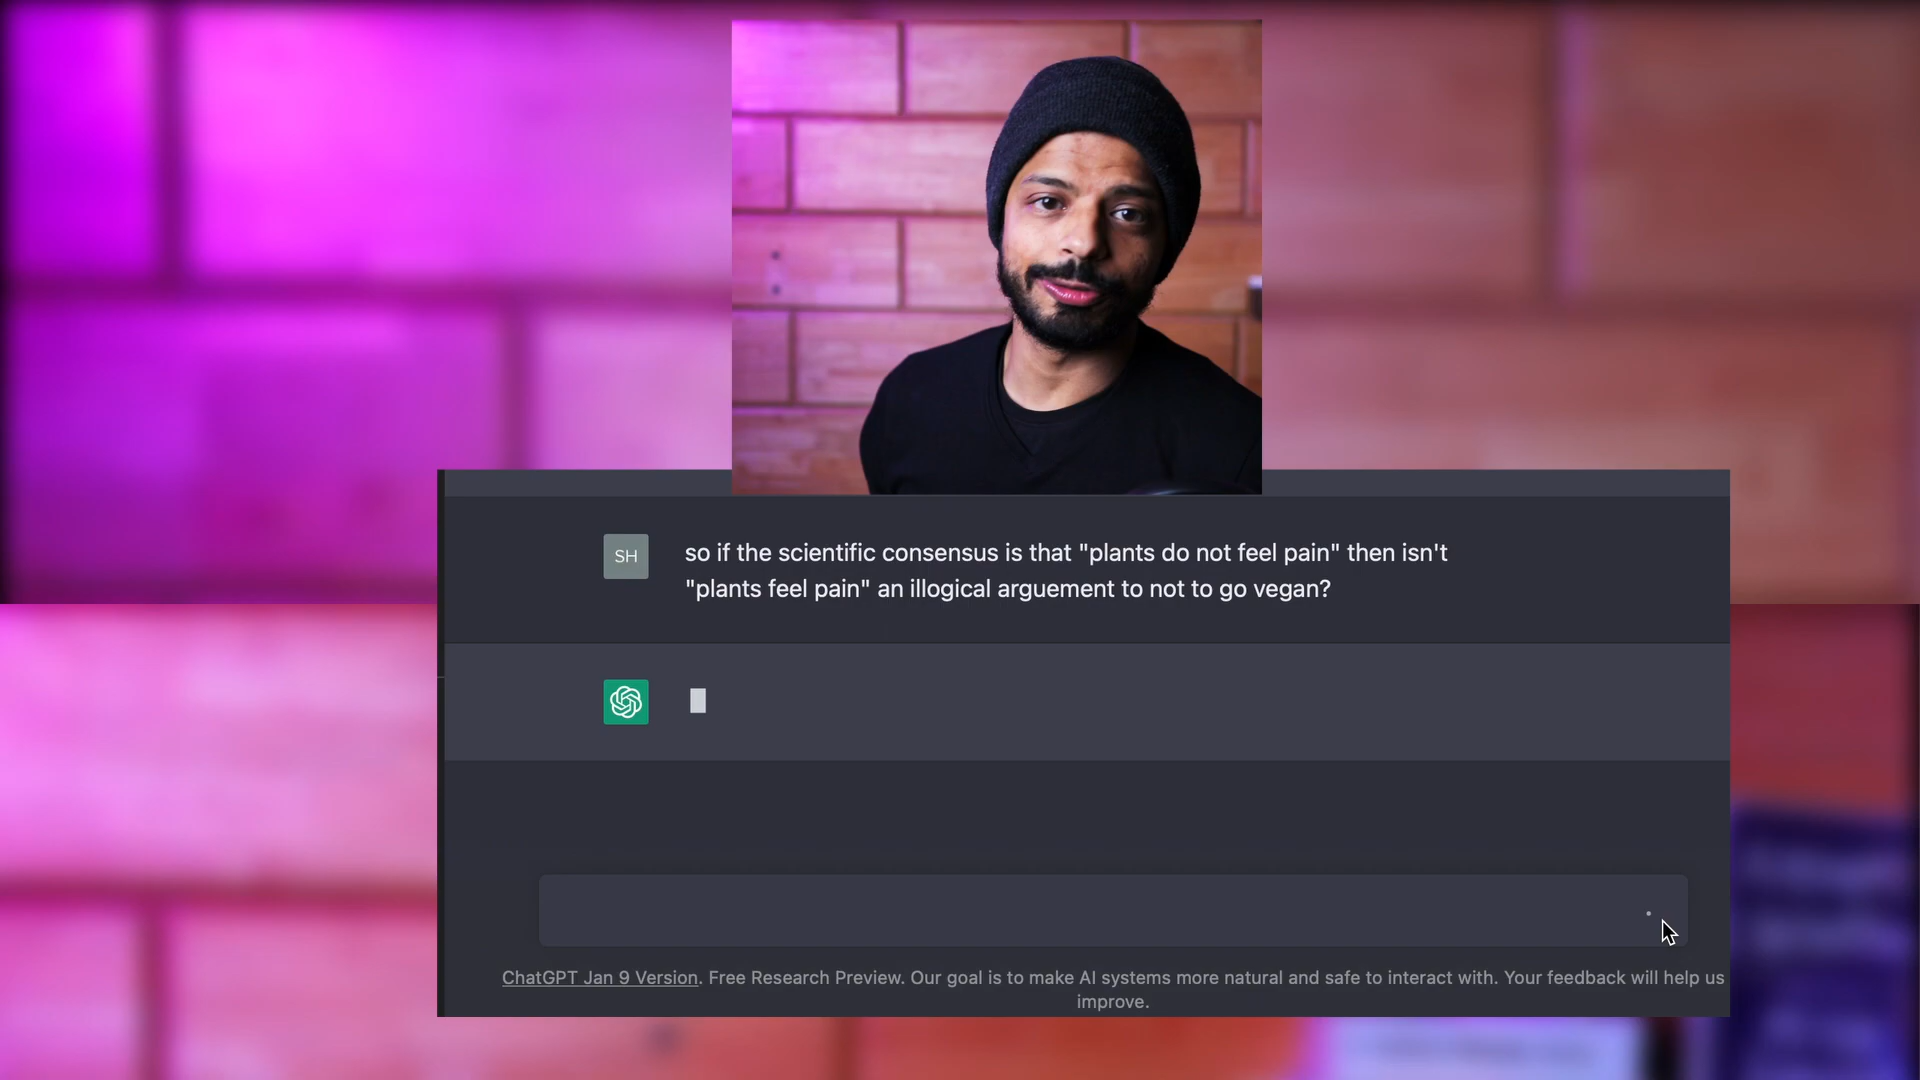 SH
so if the scientific consensus is that "plants do not feel pain" then isn't
"plants feel pain" an illogical arguement to not to go vegan?
ChatGPT Jan 9 Version. Free Research Preview. Our goal is to make AI systems more natural and safe to interact with. Your feedback will help us
improve.